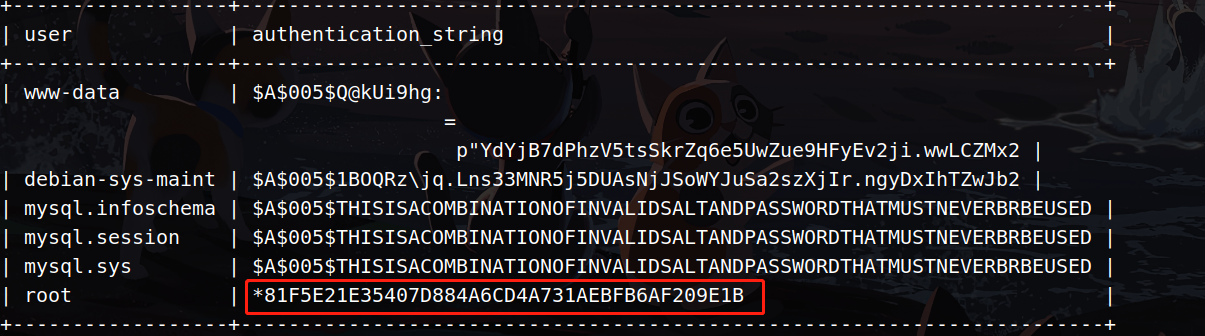 +------------------+------------------------------------------------------------------------+
| user             | authentication_string                                                  |
+------------------+------------------------------------------------------------------------+
| www-data         | $A$005$Q@kUi9hg:
                                    =
                                     p"YdYjB7dPhzV5tsSkrZq6e5UwZue9HFyEv2ji.wwLCZMx2 |
| debian-sys-maint | $A$005$1BOQRz\jq.Lns33MNR5j5DUAsNjJSoWYJuSa2szXjIr.ngyDxIhTZwJb2 |
| mysql.infoschema | $A$005$THISISACOMBINATIONOFINVALIDSALTANDPASSWORDTHATMUSTNEVERBRBEUSED |
| mysql.session    | $A$005$THISISACOMBINATIONOFINVALIDSALTANDPASSWORDTHATMUSTNEVERBRBEUSED |
| mysql.sys        | $A$005$THISISACOMBINATIONOFINVALIDSALTANDPASSWORDTHATMUSTNEVERBRBEUSED |
| root             | *81F5E21E35407D884A6CD4A731AEBFB6AF209E1B                              |
+------------------+------------------------------------------------------------------------+